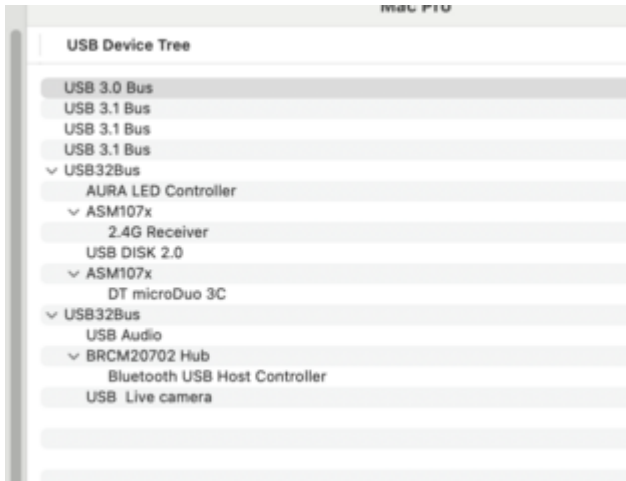 Mac Pro
USB Device Tree
USB 3.0 Bus
USB 3.1 Bus
USB 3.1 Bus
USB 3.1 Bus
USB32Bus
AURA LED Controller
ASM107x
2.4G Receiver
USB DISK 2.0
ASM107x
DT microDuo 3C
USB32Bus
USB Audio
BRCM20702 Hub
Bluetooth USB Host Controller
USB  Live camera